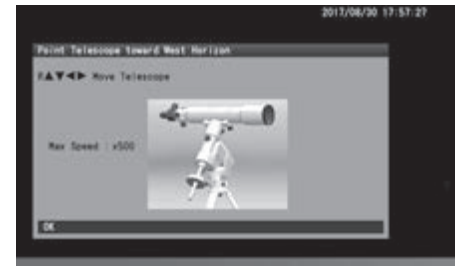 2017/08/30 17:57:27
Point Telescope toward West Horizon
▲▼◀▶ Move Telescope
Max Speed : x500
OK